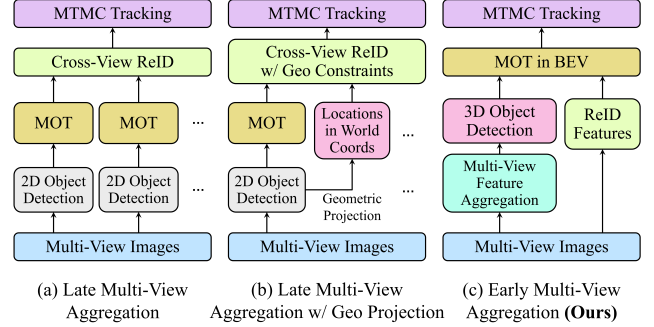 MTMC Tracking
Cross-View ReID
MOT
MOT
...
2D Object
Detection
2D Object
Detection
...
Multi-View Images
(a) Late Multi-View
Aggregation
MTMC Tracking
Cross-View ReID
w/ Geo Constraints
MOT
Locations
in World
Coords
...
2D Object
Detection
Geometric
Projection
...
Multi-View Images
(b) Late Multi-View
Aggregation w/ Geo Projection
MTMC Tracking
MOT in BEV
3D Object
Detection
ReID
Features
Multi-View
Feature
Aggregation
Multi-View Images
(c) Early Multi-View
Aggregation (Ours)